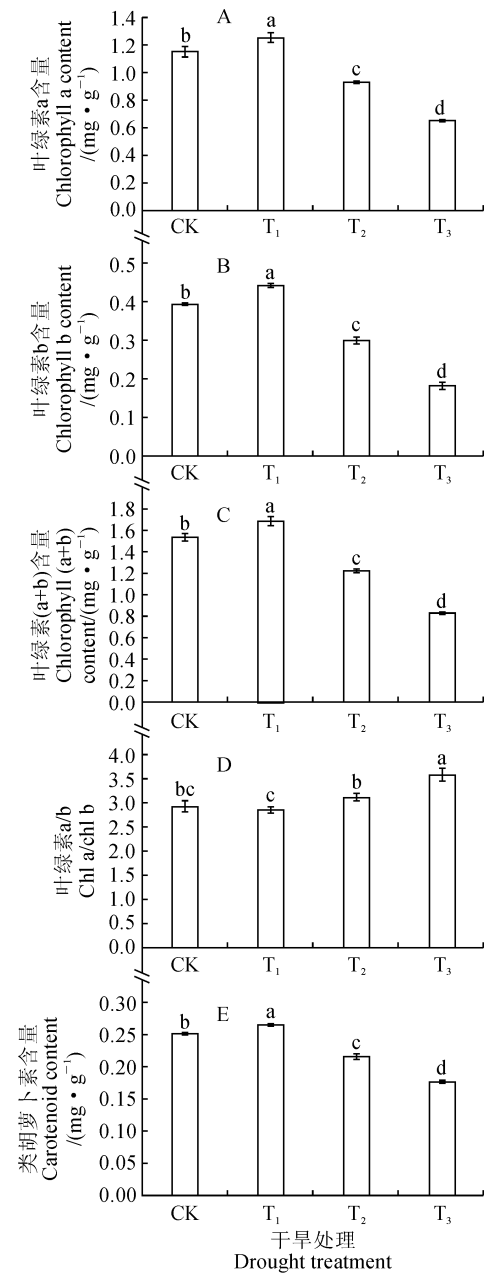 叶绿素a含量
Chlorophyll a content
/(mg·g⁻¹)
1.4
1.2
1.0
0.8
0.6
0.4
0.2
0.0
A
b
a
c
d
CK
T₁
T₂
T₃
叶绿素b含量
Chlorophyll b content
/(mg·g⁻¹)
0.5
0.4
0.3
0.2
0.1
0.0
B
b
a
c
d
CK
T₁
T₂
T₃
叶绿素(a+b)含量
Chlorophyll (a+b)
content/(mg·g⁻¹)
1.8
1.6
1.4
1.2
1.0
0.8
0.6
0.4
0.2
0.0
C
b
a
c
d
CK
T₁
T₂
T₃
叶绿素a/b
Chl a/chl b
4.0
3.5
3.0
2.5
2.0
1.5
1.0
0.5
0.0
D
bc
c
b
a
CK
T₁
T₂
T₃
类胡萝卜素含量
Carotenoid content
/(mg·g⁻¹)
0.30
0.25
0.20
0.15
0.10
0.05
0.00
E
b
a
c
d
CK
T₁
T₂
T₃
干旱处理
Drought treatment